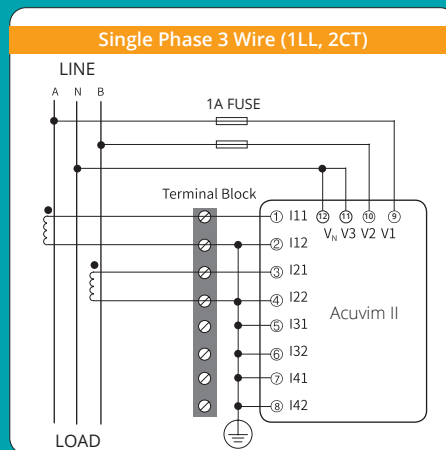 Single Phase 3 Wire (1LL, 2CT)
LINE
A N B
1A FUSE
Terminal Block
12 11 10 9
VN V3 V2 V1
1 I11
2 I12
3 I21
4 I22
5 I31
6 I32
7 I41
8 I42
Acuvim II
LOAD